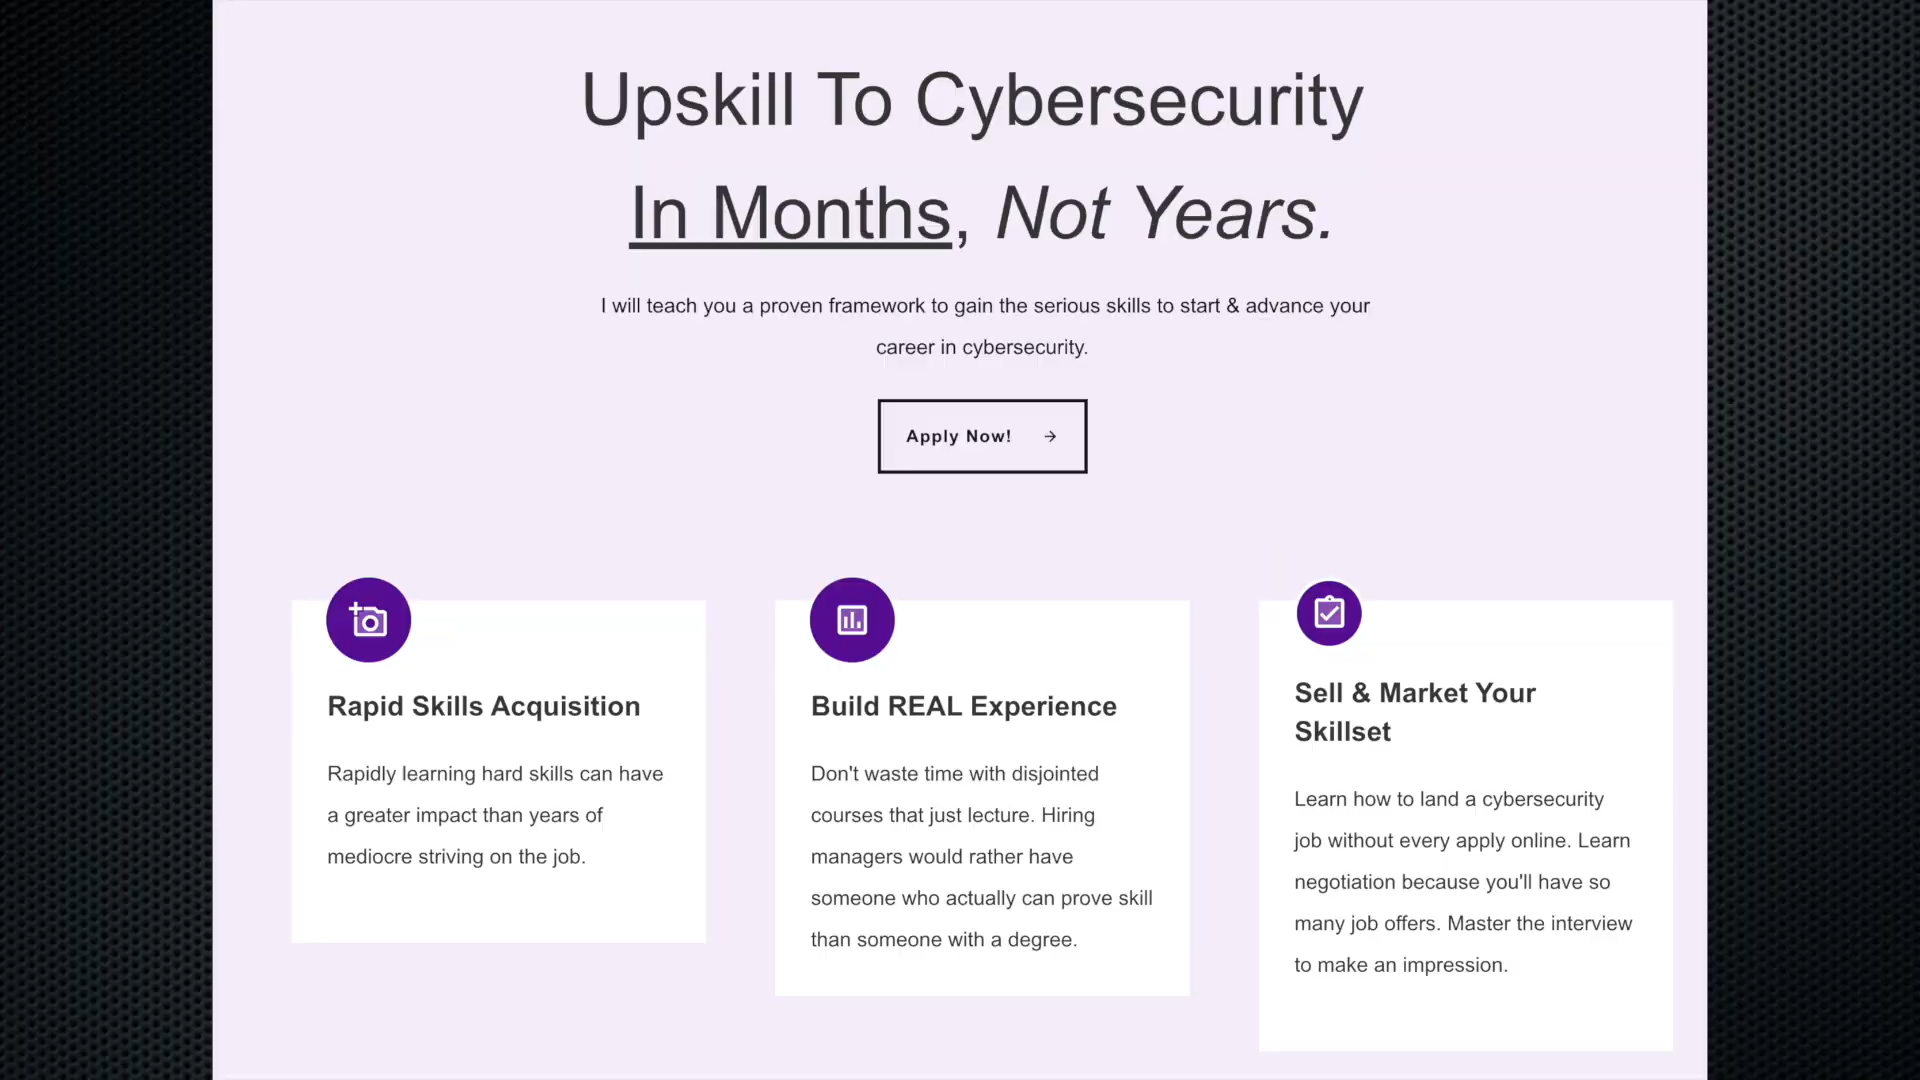 Upskill To Cybersecurity
In Months, Not Years.
I will teach you a proven framework to gain the serious skills to start & advance your
career in cybersecurity.
Apply Now!
Rapid Skills Acquisition
Rapidly learning hard skills can have
a greater impact than years of
mediocre striving on the job.
Build REAL Experience
Don't waste time with disjointed
courses that just lecture. Hiring
managers would rather have
someone who actually can prove skill
than someone with a degree.
Sell & Market Your
Skillset
Learn how to land a cybersecurity
job without every apply online. Learn
negotiation because you'll have so
many job offers. Master the interview
to make an impression.